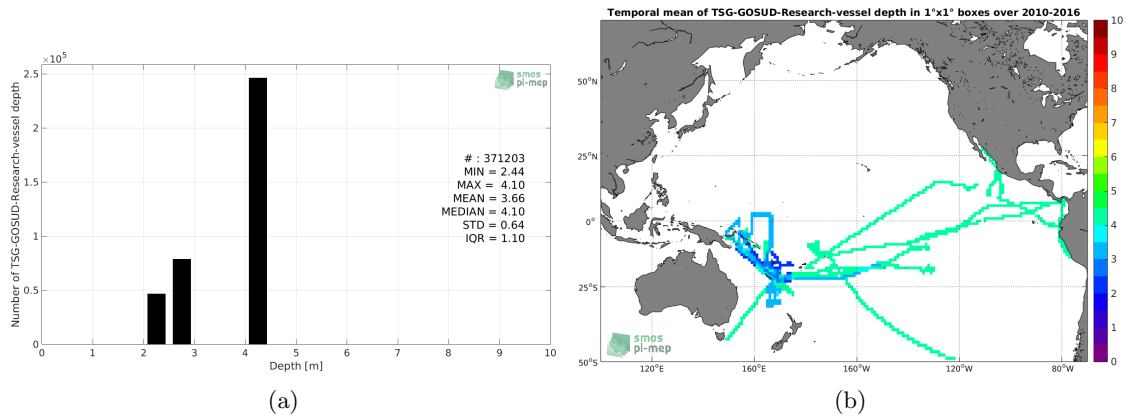 ×10⁵
2.5
2
1.5
1
0.5
0
0 1 2 3 4 5 6 7 8 9 10
Depth [m]
Number of TSG-GOSUD-Research-vessel depth
smos
pi-mep
# : 371203
MIN = 2.44
MAX = 4.10
MEAN = 3.66
MEDIAN = 4.10
STD = 0.64
IQR = 1.10
(a)
Temporal mean of TSG-GOSUD-Research-vessel depth in 1°x1° boxes over 2010-2016
50°N
25°N
0°
25°S
50°S
120°E 160°E 160°W 120°W 80°W
smos
pi-mep
10
9
8
7
6
5
4
3
2
1
0
(b)